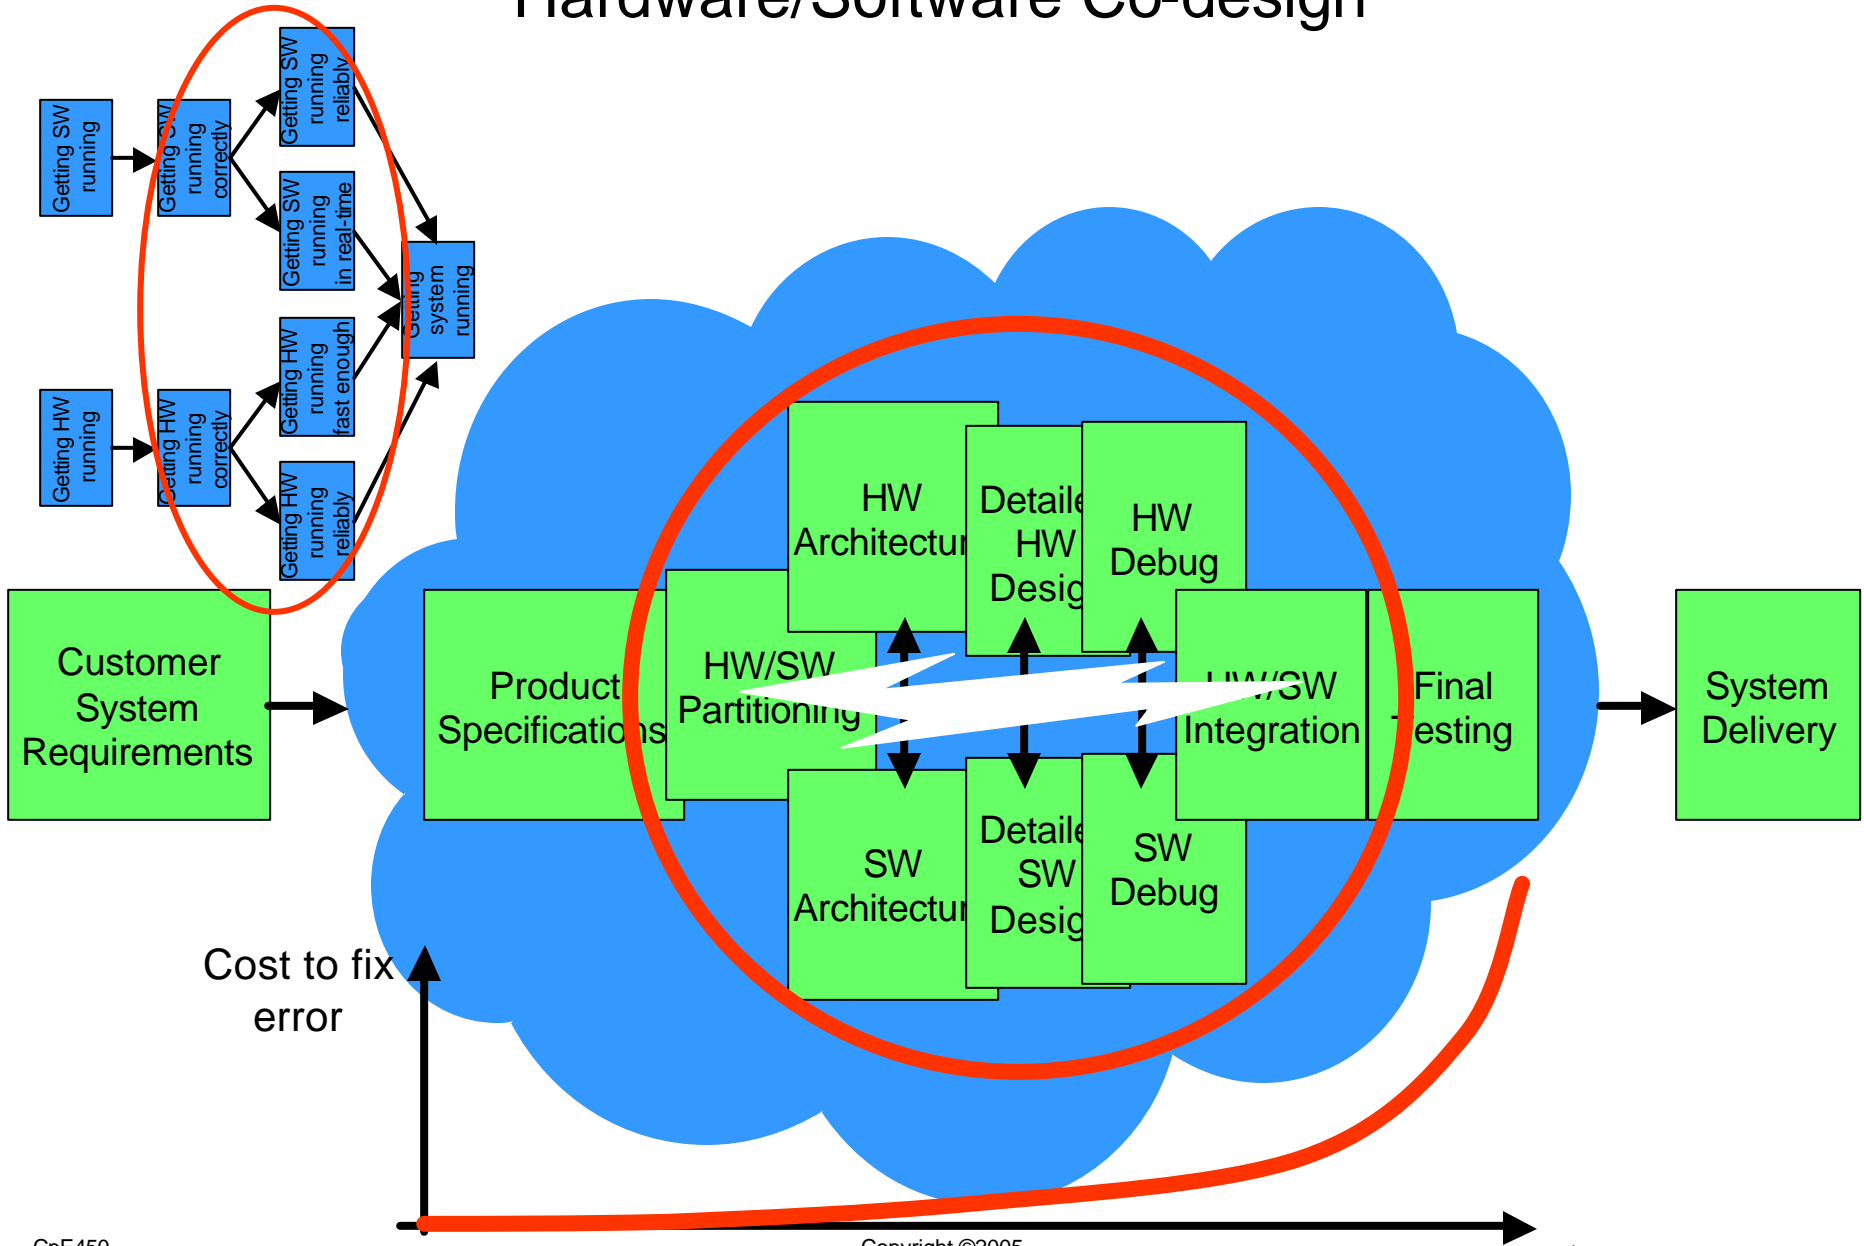 Hardware/Software Co-design
Getting SW
running
Getting SW
running
correctly
Getting SW
running
reliably
Getting SW
running
in real-time
Getting HW
running
fast enough
Getting HW
running
reliably
Getting HW
running
Getting HW
running
correctly
Getting
system
running
Customer
System
Requirements
Product
Specifications
HW/SW
Partitioning
HW
Architectur
Detaile
HW
Desig
HW
Debug
SW
Architectur
Detaile
SW
Desig
SW
Debug
HW/SW
Integration
Final
Testing
System
Delivery
Cost to fix
error
CpE450
Copyright ©2005